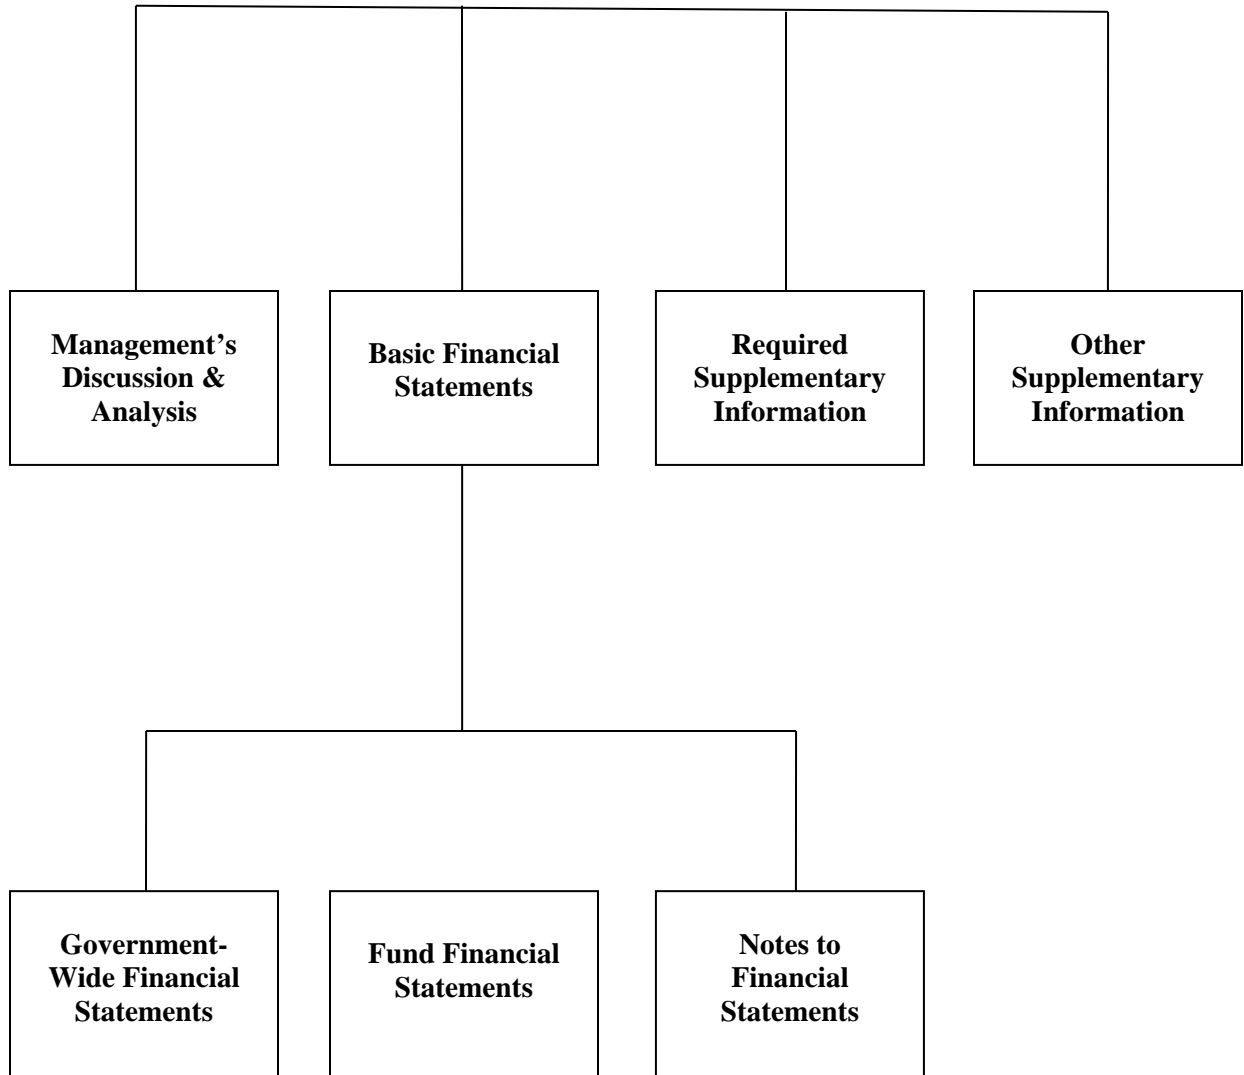 Management’s
Discussion &
Analysis
Basic Financial
Statements
Required
Supplementary
Information
Other
Supplementary
Information
Government-
Wide Financial
Statements
Fund Financial
Statements
Notes to
Financial
Statements